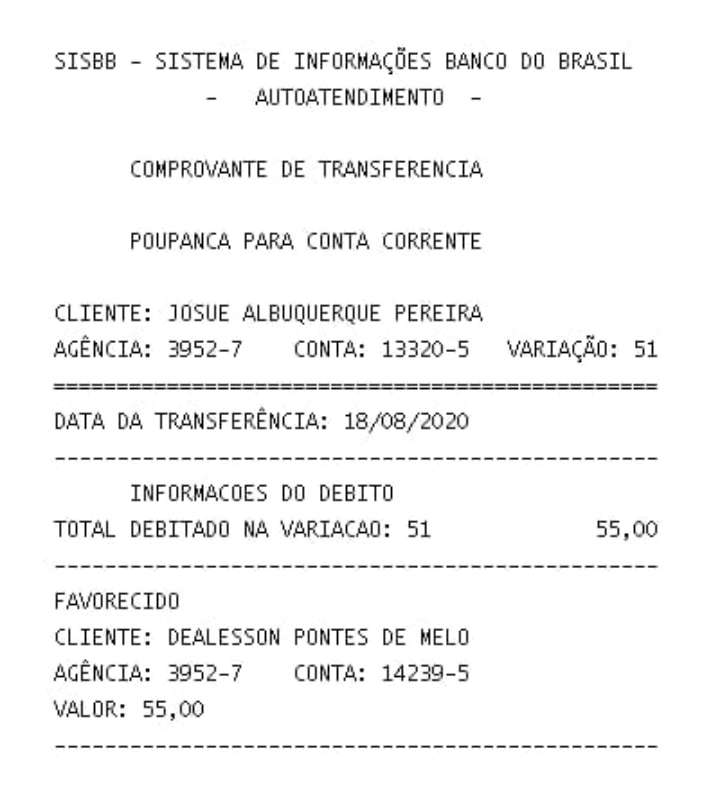 SISBB – SISTEMA DE INFORMAÇÕES BANCO DO BRASIL
– AUTOATENDIMENTO –
COMPROVANTE DE TRANSFERENCIA
POUPANCA PARA CONTA CORRENTE
CLIENTE: JOSUE ALBUQUERQUE PEREIRA
AGÊNCIA: 3952-7 CONTA: 13320-5 VARIAÇÃO: 51
================================================
DATA DA TRANSFERÊNCIA: 18/08/2020
------------------------------------------------
INFORMACOES DO DEBITO
TOTAL DEBITADO NA VARIACAO: 51 55,00
------------------------------------------------
FAVORECIDO
CLIENTE: DEALESSON PONTES DE MELO
AGÊNCIA: 3952-7 CONTA: 14239-5
VALOR: 55,00
------------------------------------------------